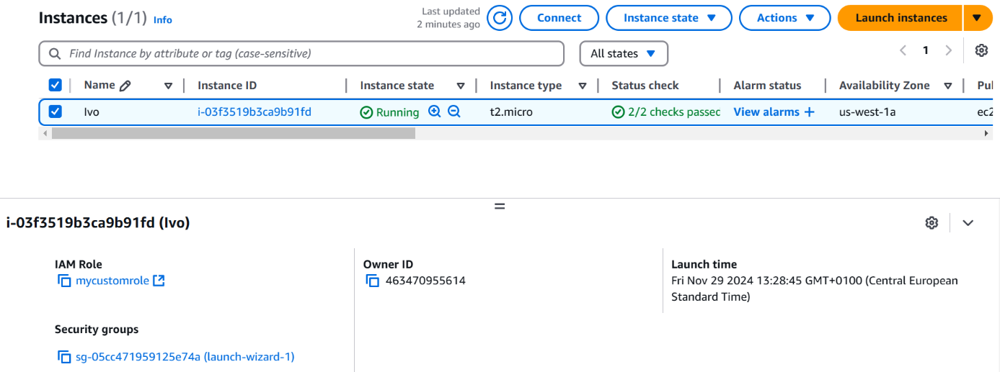 Instances (1/1) Info
Last updated
2 minutes ago
Connect
Instance state
Actions
Launch instances
Find Instance by attribute or tag (case-sensitive)
All states
1
Name Instance ID Instance state Instance type Status check Alarm status Availability Zone Pul
Ivo i-03f3519b3ca9b91fd Running t2.micro 2/2 checks passed View alarms + us-west-1a ec2
i-03f3519b3ca9b91fd (Ivo)
IAM Role
mycustomrole
Owner ID
463470955614
Launch time
Fri Nov 29 2024 13:28:45 GMT+0100 (Central European
Standard Time)
Security groups
sg-05cc471959125e74a (launch-wizard-1)